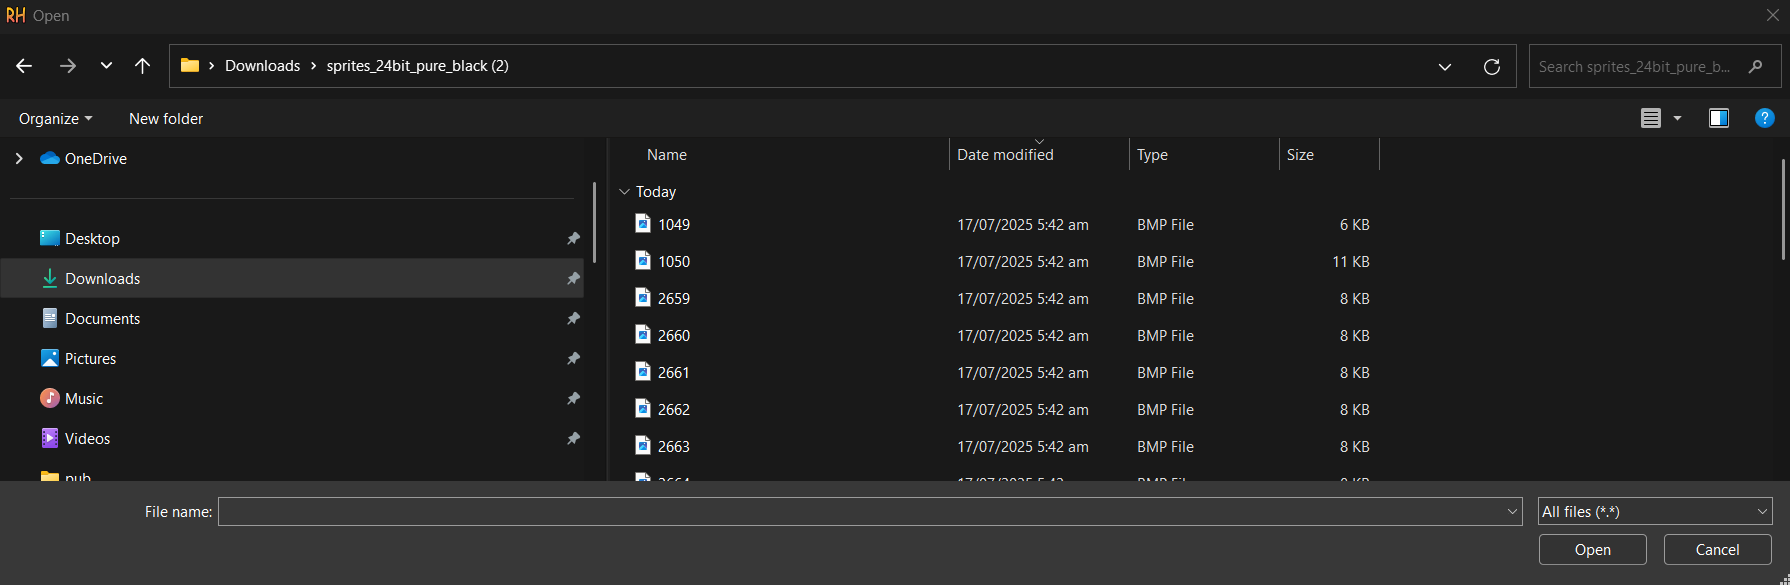 RH Open
Downloads > sprites_24bit_pure_black (2)
Search sprites_24bit_pure_b...
Organize New folder
OneDrive
Desktop
Downloads
Documents
Pictures
Music
Videos
pub
Name Date modified Type Size
Today
1049 17/07/2025 5:42 am BMP File 6 KB
1050 17/07/2025 5:42 am BMP File 11 KB
2659 17/07/2025 5:42 am BMP File 8 KB
2660 17/07/2025 5:42 am BMP File 8 KB
2661 17/07/2025 5:42 am BMP File 8 KB
2662 17/07/2025 5:42 am BMP File 8 KB
2663 17/07/2025 5:42 am BMP File 8 KB
File name:
All files (*.*)
Open Cancel